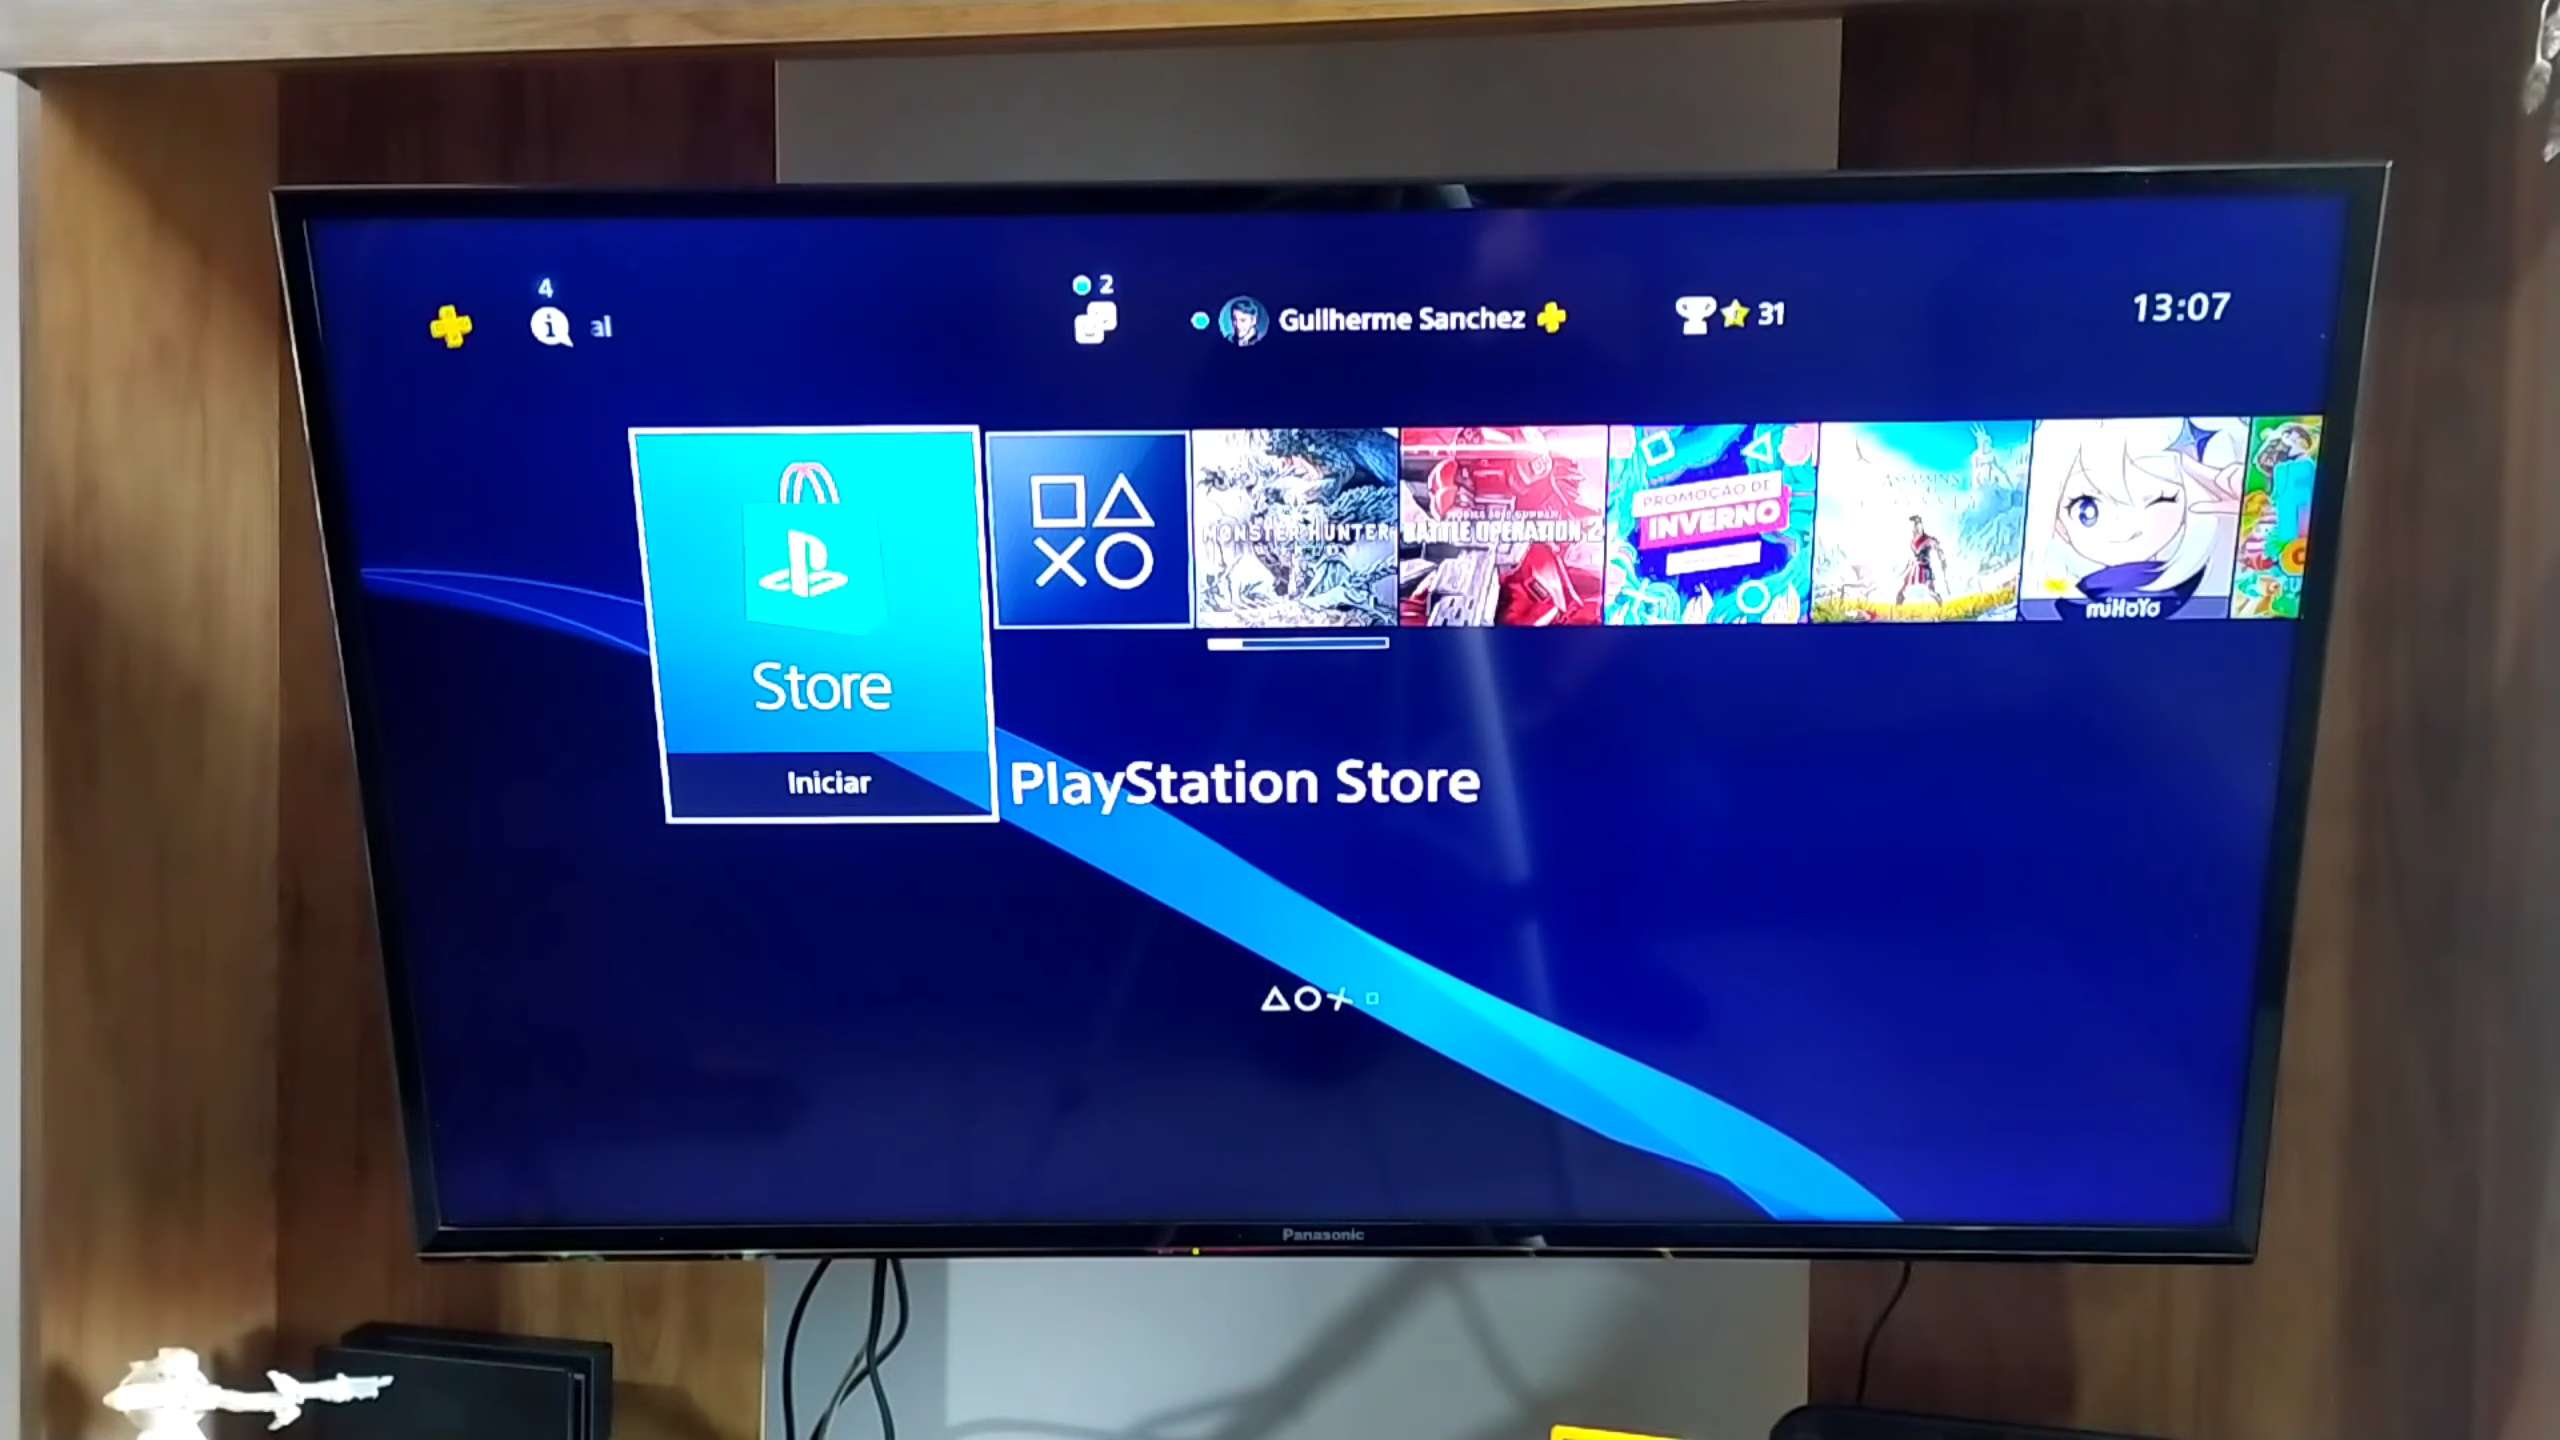 4
al
2
Guilherme Sanchez
31
13:07
MONSTER HUNTER
BATTLE OPERATION 2
PROMOÇÃO DE
INVERNO
miHoYo
Store
Iniciar
PlayStation Store
Panasonic